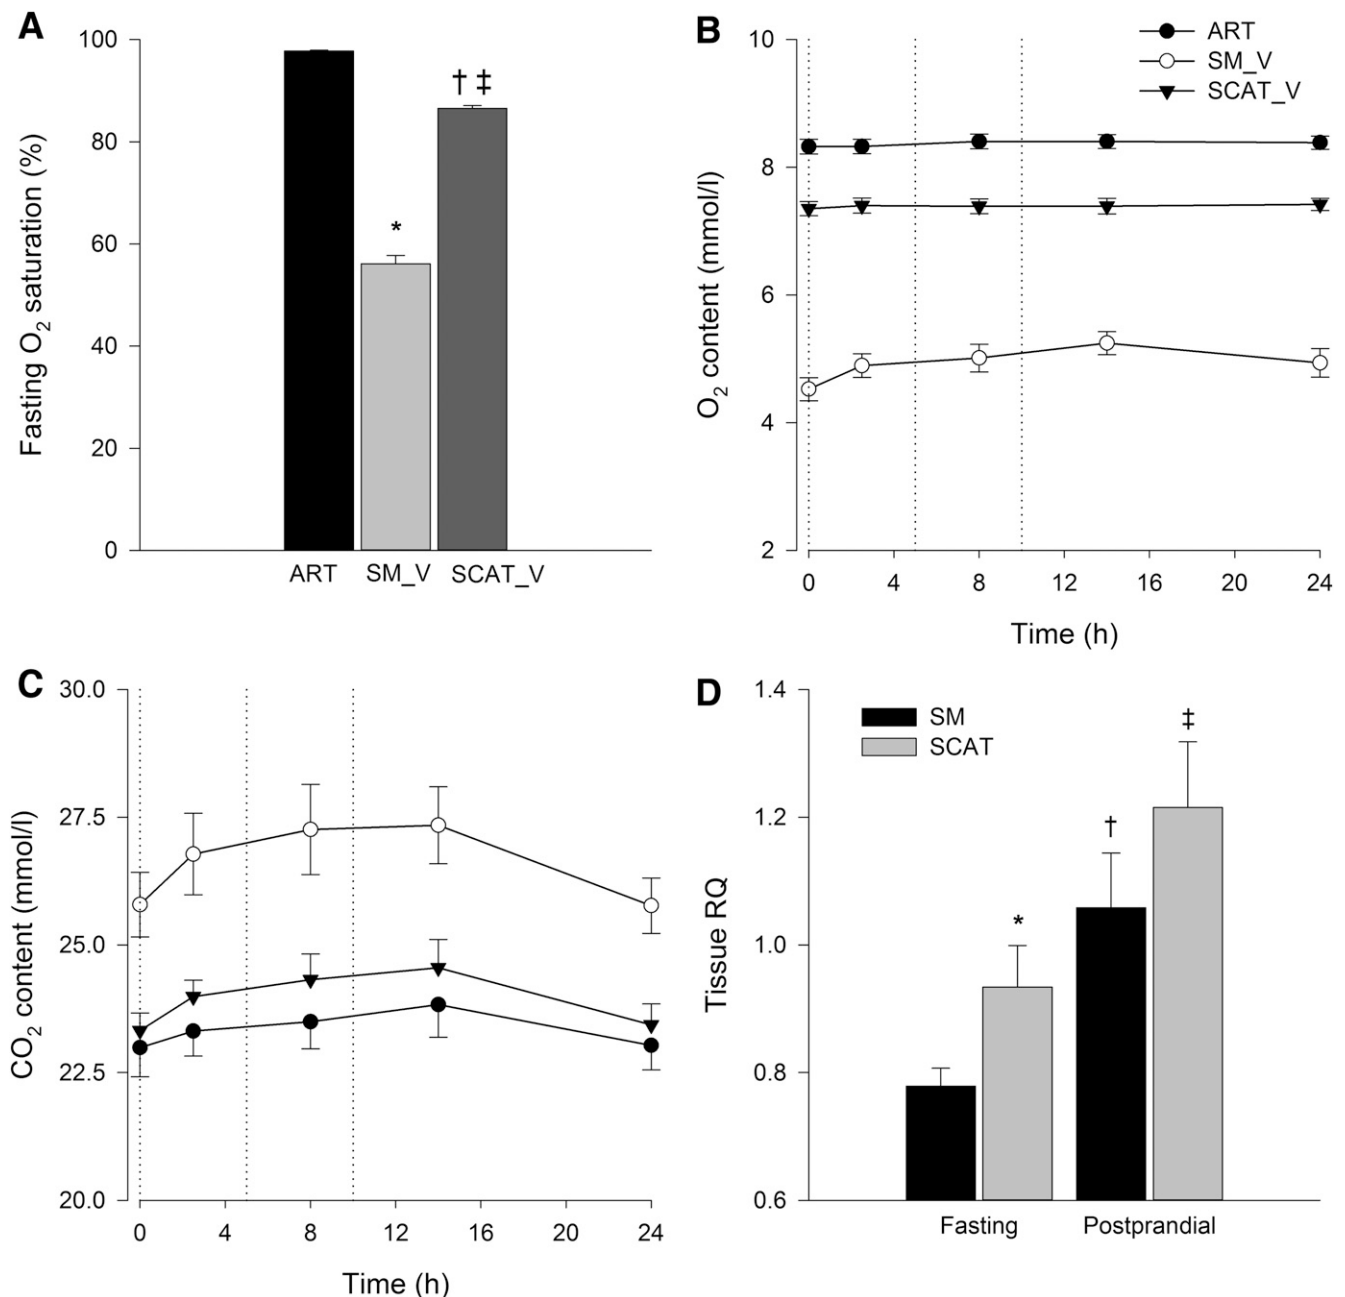 A
Fasting O2 saturation (%)
100
80
60
40
20
0
*
† ‡
ART SM_V SCAT_V
B
O2 content (mmol/l)
10
8
6
4
2
ART
SM_V
SCAT_V
0 4 8 12 16 20 24
Time (h)
C
CO2 content (mmol/l)
30.0
27.5
25.0
22.5
20.0
0 4 8 12 16 20 24
Time (h)
D
Tissue RQ
1.4
1.2
1.0
0.8
0.6
SM
SCAT
*
†
‡
Fasting Postprandial